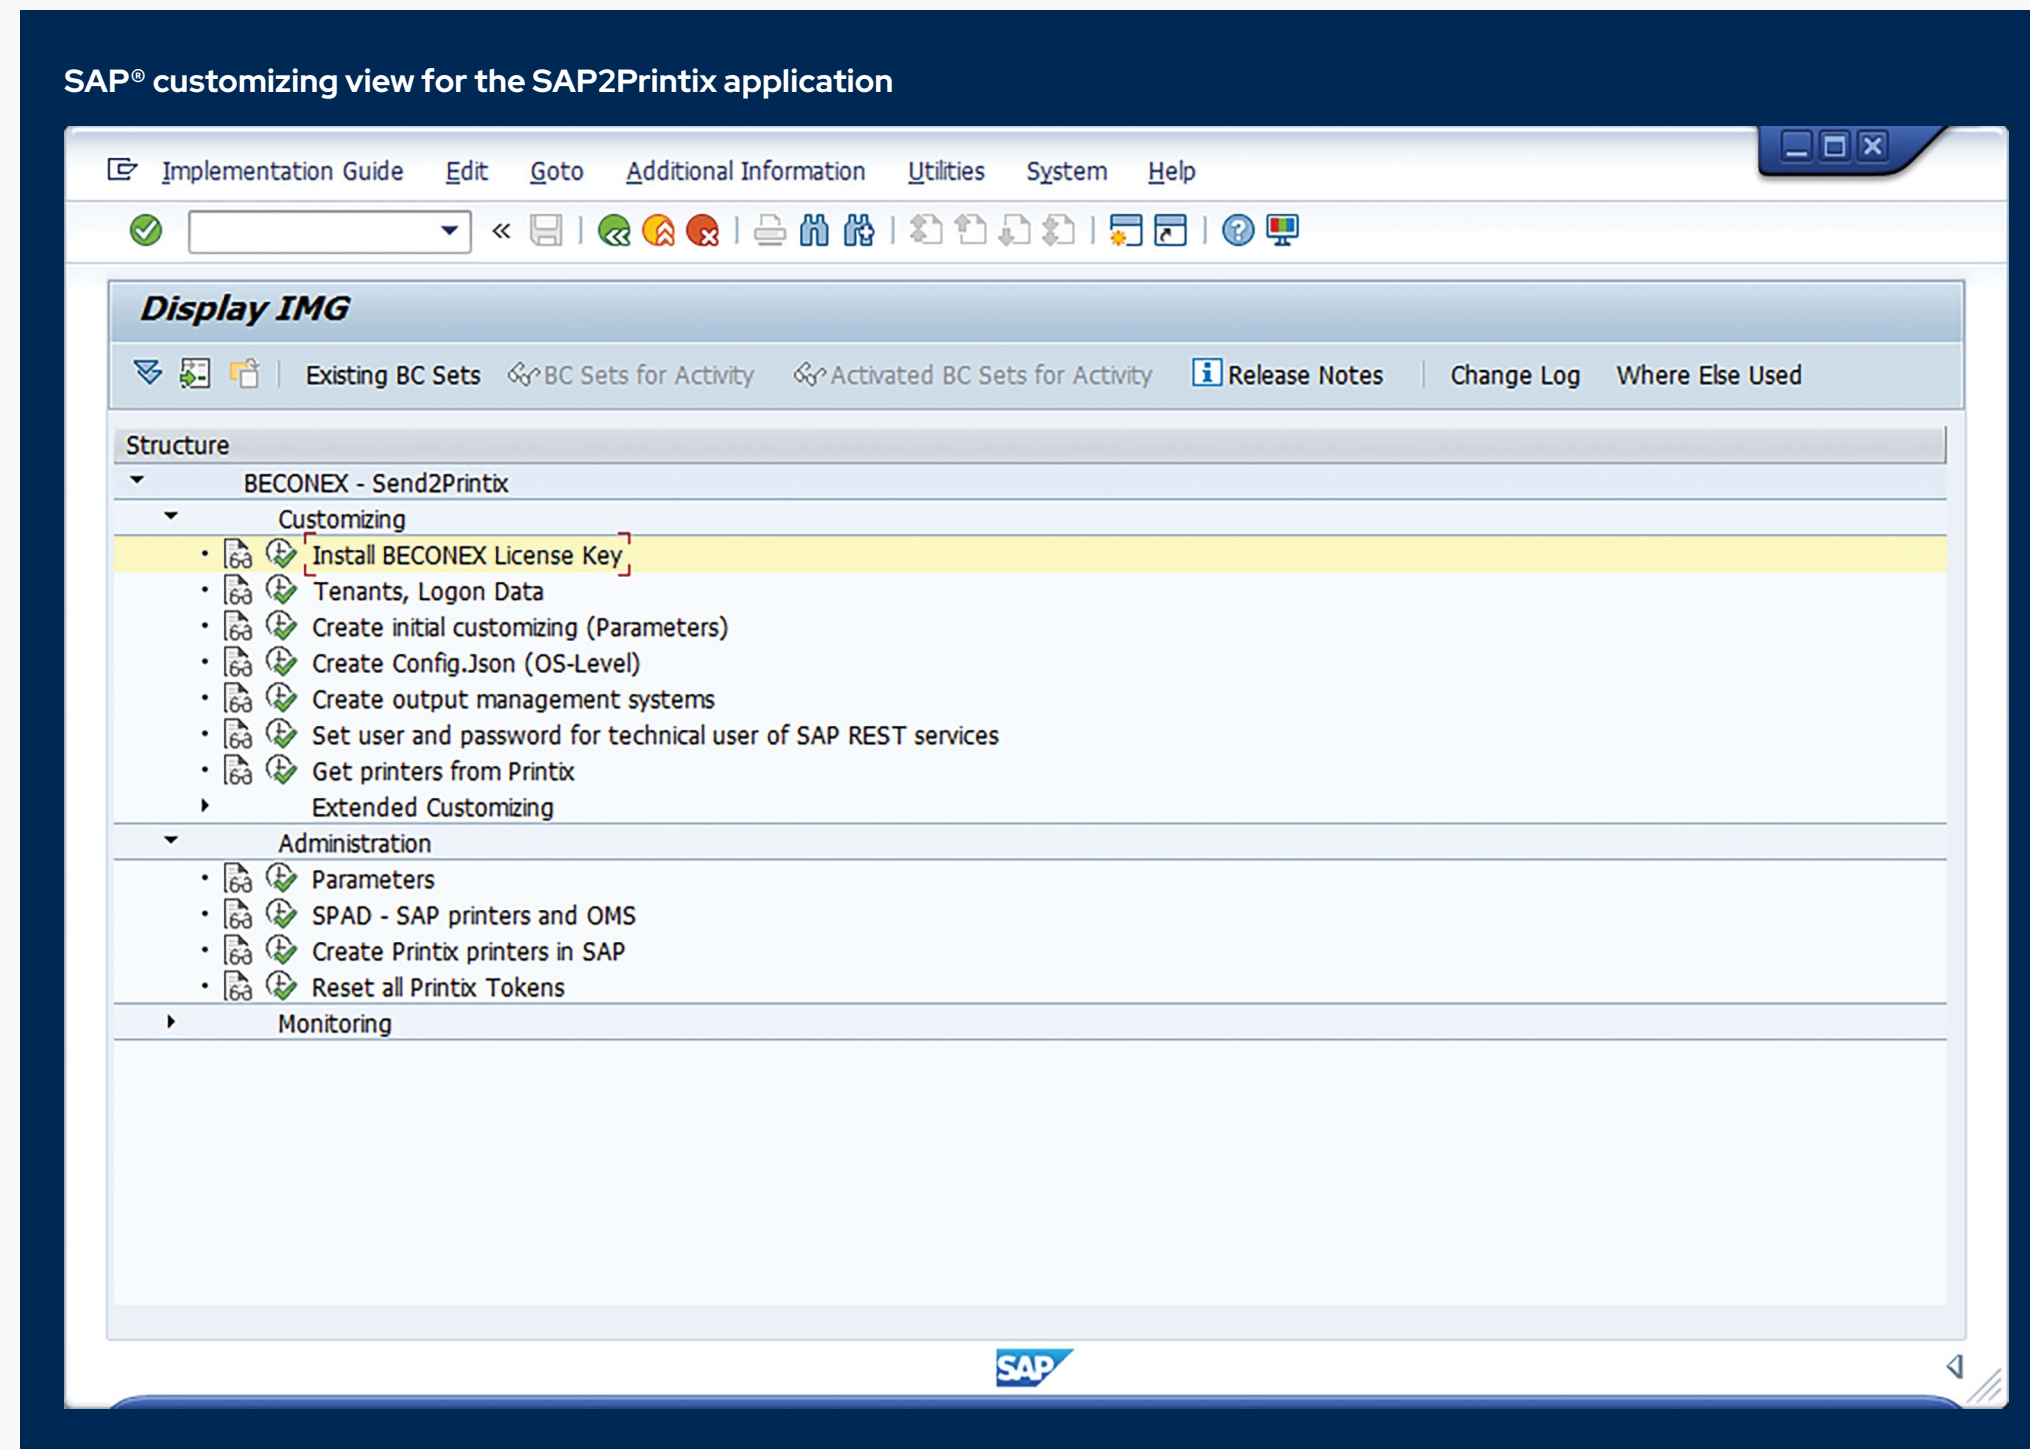 SAP® customizing view for the SAP2Printix application
Implementation Guide Edit Goto Additional Information Utilities System Help
Display IMG
Existing BC Sets BC Sets for Activity Activated BC Sets for Activity Release Notes Change Log Where Else Used
Structure
BECONEX - Send2Printix
Customizing
Install BECONEX License Key
Tenants, Logon Data
Create initial customizing (Parameters)
Create Config.Json (OS-Level)
Create output management systems
Set user and password for technical user of SAP REST services
Get printers from Printix
Extended Customizing
Administration
Parameters
SPAD - SAP printers and OMS
Create Printix printers in SAP
Reset all Printix Tokens
Monitoring
SAP